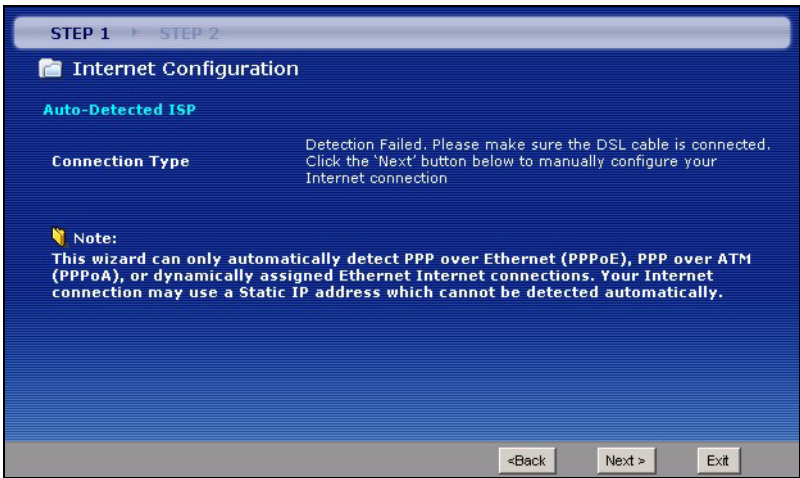 STEP 1 STEP 2
Internet Configuration
Auto-Detected ISP
Connection Type
Detection Failed. Please make sure the DSL cable is connected.
Click the 'Next' button below to manually configure your
Internet connection
Note:
This wizard can only automatically detect PPP over Ethernet (PPPoE), PPP over ATM
(PPPoA), or dynamically assigned Ethernet Internet connections. Your Internet
connection may use a Static IP address which cannot be detected automatically.
<Back Next > Exit